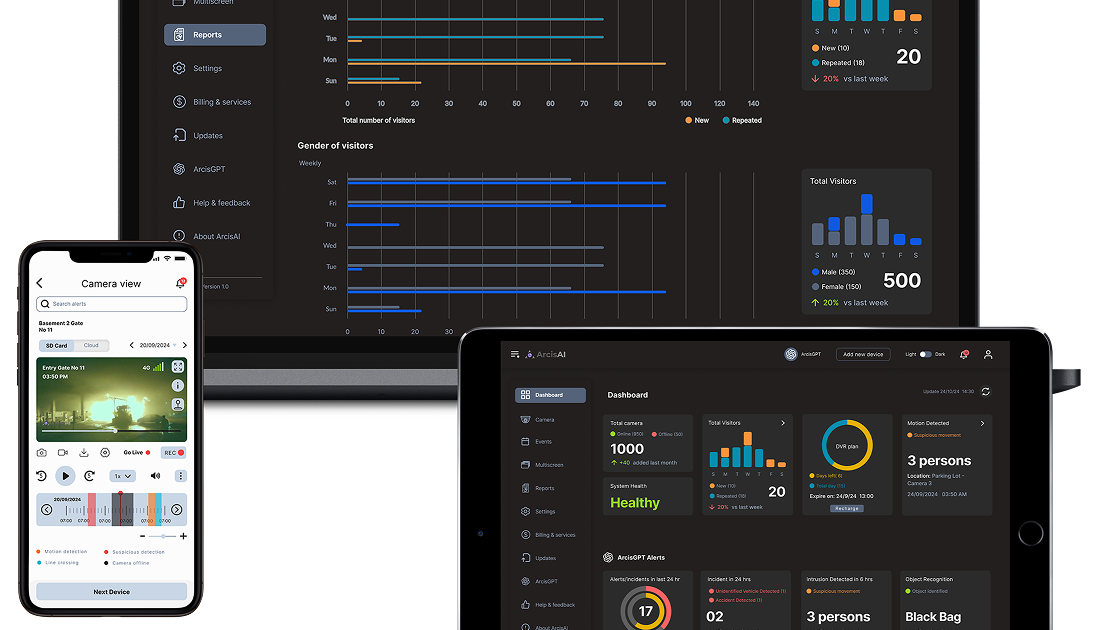 Multiscreen
Reports
Settings
Billing & services
Updates
ArcisGPT
Help & feedback
About ArcisAI
Version 1.0
Wed
Tue
Mon
Sun
0 10 20 30 40 50 60 70 80 90 100 120 140
Total number of visitors
New
Repeated
S M T W T F S
New (10)
Repeated (18)
20
20% vs last week
Gender of visitors
Weekly
Sat
Fri
Thu
Wed
Tue
Mon
Sun
0 10 20 30
Total Visitors
S M T W T F S
Male (350)
Female (150)
500
20% vs last week
Camera view
Search alerts
Basement 2 Gate
No 11
SD Card
Cloud
20/09/2024
Entry Gate No 11
03:50 PM
4G
Go Live
REC
1x
20/09/2024
07:00 07:00 07:00 07:00 07:00
Motion detection
Suspicious detection
Line crossing
Camera offline
Next Device
ArcisAI
ArcisGPT
Add new device
Light
Dark
Dashboard
Camera
Events
Multiscreen
Reports
Settings
Billing & services
Updates
ArcisGPT
Help & feedback
About ArcisAI
Dashboard
Update 24/10/24 14:30
Total camera
Online (950)
Offline (50)
1000
+40 added last month
System Health
Healthy
Total Visitors
S M T W T F S
New (10)
Repeated (18)
20
20% vs last week
DVR plan
Days left: 6
Total day (15)
Expire on: 24/9/24 13:00
Recharge
Motion Detected
Suspicious movement
3 persons
Location: Parking Lot -
Camera 3
24/09/2024 03:50 AM
ArcisGPT Alerts
Alerts/Incidents in last 24 hr
17
Incident in 24 hrs
Unidentified Vehicle Detected (1)
Accident Detected (1)
02
Intrusion Detected in 6 hrs
Suspicious movement
3 persons
Object Recognition
Object identified
Black Bag